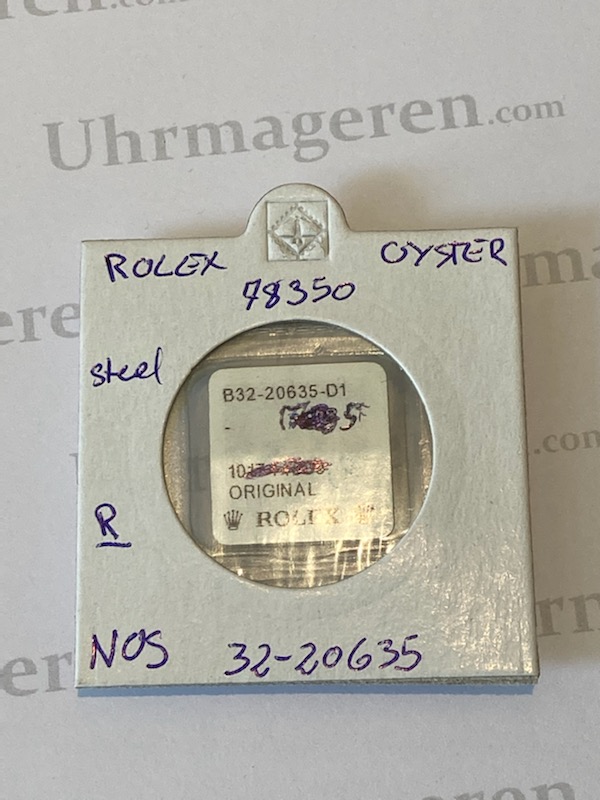 Uhrmageren.com
ROLEX OYSTER
78350
steel
B32-20635-D1
ORIGINAL
ROLEX
R
NOS 32-20635